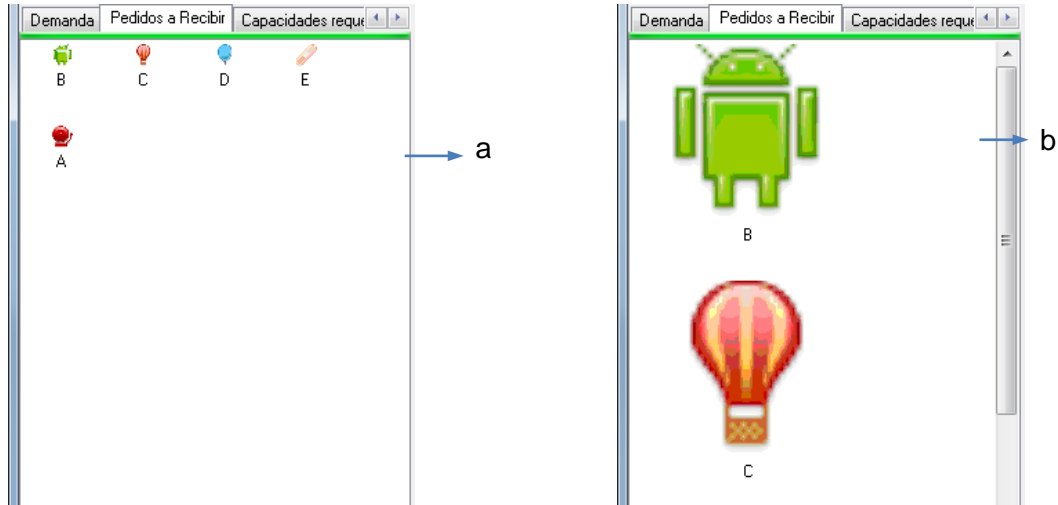 Demanda Pedidos a Recibir Capacidades reque
B C D E
A
a
Demanda Pedidos a Recibir Capacidades reque
B
C
b